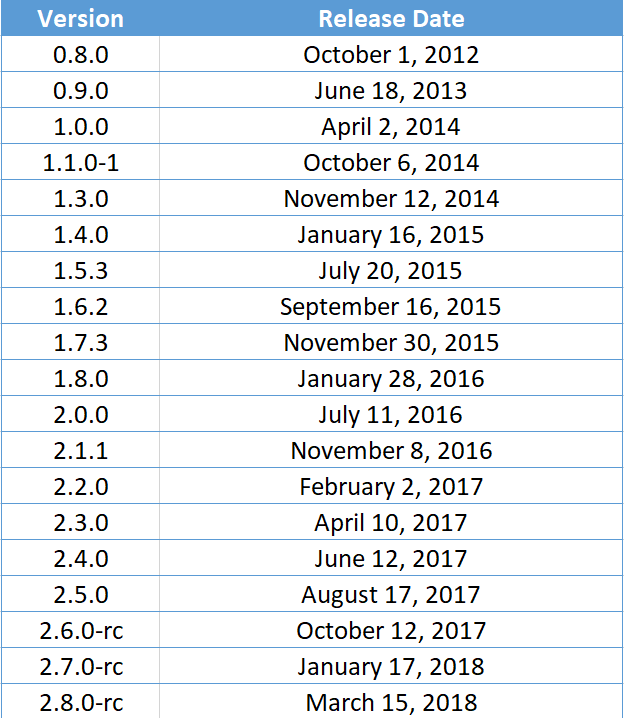 Version Release Date
0.8.0 October 1, 2012
0.9.0 June 18, 2013
1.0.0 April 2, 2014
1.1.0-1 October 6, 2014
1.3.0 November 12, 2014
1.4.0 January 16, 2015
1.5.3 July 20, 2015
1.6.2 September 16, 2015
1.7.3 November 30, 2015
1.8.0 January 28, 2016
2.0.0 July 11, 2016
2.1.1 November 8, 2016
2.2.0 February 2, 2017
2.3.0 April 10, 2017
2.4.0 June 12, 2017
2.5.0 August 17, 2017
2.6.0-rc October 12, 2017
2.7.0-rc January 17, 2018
2.8.0-rc March 15, 2018